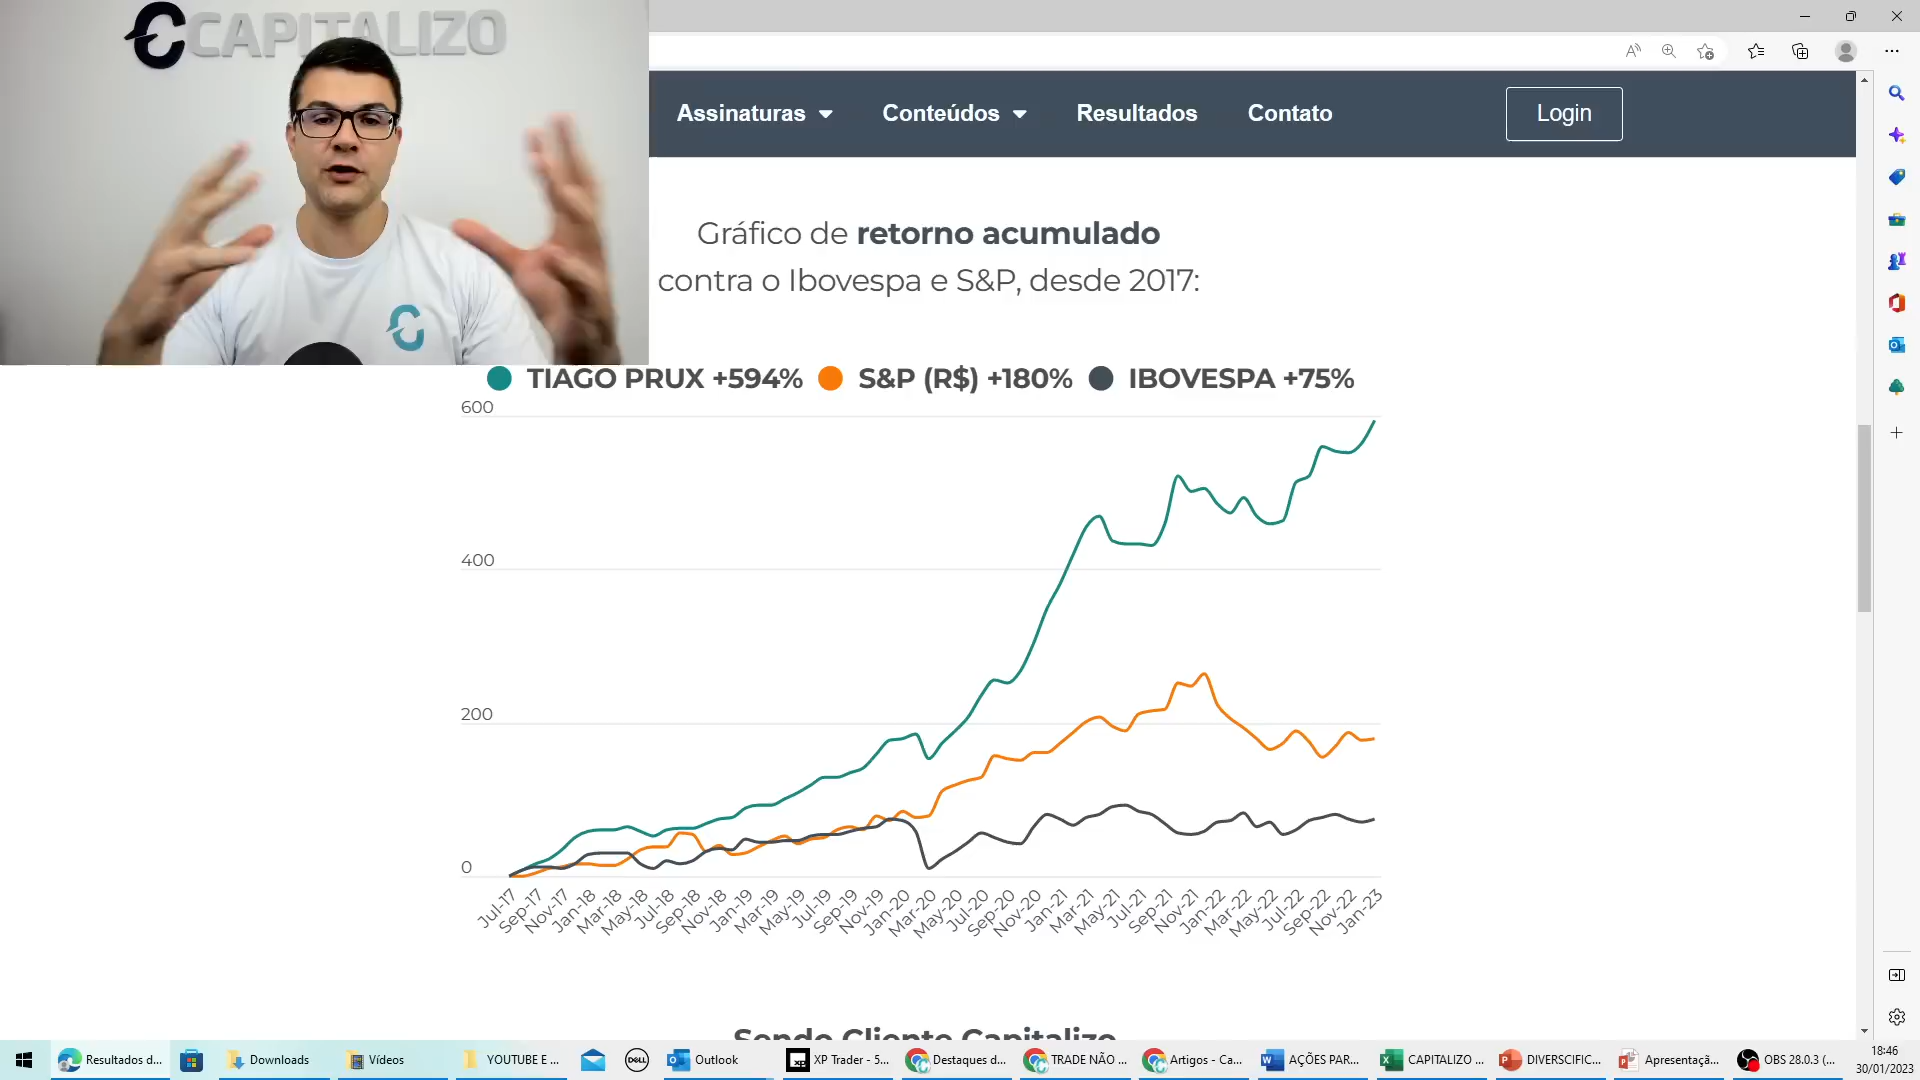 CAPITALIZO
Assinaturas
Conteúdos
Resultados
Contato
Login
Gráfico de retorno acumulado
contra o Ibovespa e S&P, desde 2017:
TIAGO PRUX +594%
S&P (R$) +180%
IBOVESPA +75%
600
400
200
0
Jul-17
Sep-17
Nov-17
Jan-18
Mar-18
May-18
Jul-18
Sep-18
Nov-18
Jan-19
Mar-19
May-19
Jul-19
Sep-19
Nov-19
Jan-20
Mar-20
May-20
Jul-20
Sep-20
Nov-20
Jan-21
Mar-21
May-21
Jul-21
Sep-21
Nov-21
Jan-22
Mar-22
May-22
Jul-22
Sep-22
Nov-22
Jan-23
Sendo Cliente Capitalizo
Resultados d...
Downloads
Vídeos
YOUTUBE E ...
DELL
Outlook
XP Trader - 5...
Destaques d...
TRADE NÃO ...
Artigos - Ca...
AÇÕES PAR...
CAPITALIZO ...
DIVERSCIFIC...
Apresentaçã...
OBS 28.0.3 (...
18:46
30/01/2023